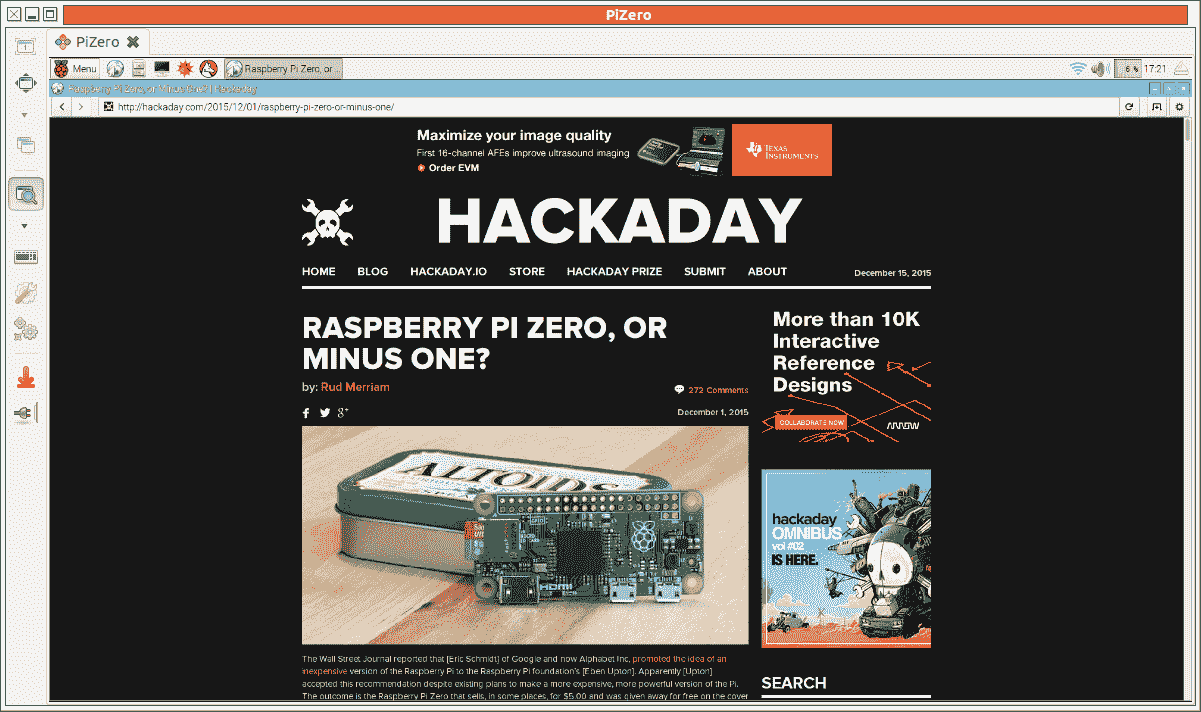 PiZero
PiZero
Menu
Raspberry Pi Zero, or...
6 %
17:21
Raspberry Pi Zero, or Minus One? | Hackaday
http://hackaday.com/2015/12/01/raspberry-pi-zero-or-minus-one/
Maximize your image quality
First 16-channel AFEs improve ultrasound imaging
Order EVM
TEXAS
INSTRUMENTS
HACKADAY
HOME BLOG HACKADAY.IO STORE HACKADAY PRIZE SUBMIT ABOUT
December 15, 2015
RASPBERRY PI ZERO, OR
MINUS ONE?
by: Rud Merriam
272 Comments
December 1, 2015
ALTOIDS
HDMI
The Wall Street Journal reported that [Eric Schmidt] of Google and now Alphabet Inc, promoted the idea of an
inexpensive version of the Raspberry Pi to the Raspberry Pi foundation's [Eben Upton]. Apparently [Upton]
accepted this recommendation despite existing plans to make a more expensive, more powerful version of the Pi.
The outcome is the Raspberry Pi Zero that sells, in some places, for $5.00 and was given away for free on the cover
More than 10K
Interactive
Reference
Designs
COLLABORATE NOW
ARROW
hackaday
OMNIBUS
vol #02
IS HERE.
SEARCH